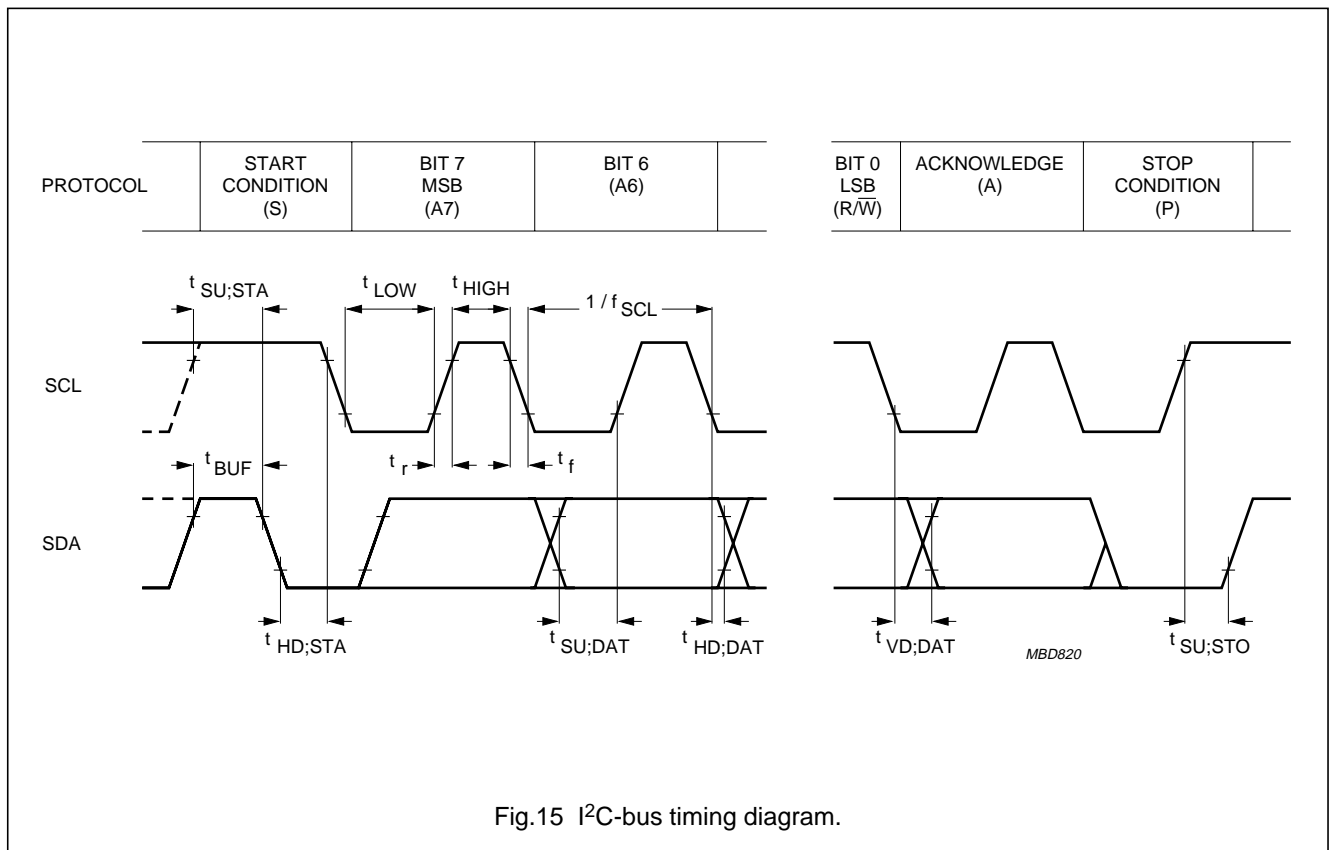 PROTOCOL
START
CONDITION
(S)
BIT 7
MSB
(A7)
BIT 6
(A6)
BIT 0
LSB
(R/W̅)
ACKNOWLEDGE
(A)
STOP
CONDITION
(P)
t SU;STA
t LOW
t HIGH
1 / f SCL
SCL
t BUF
t r
t f
SDA
t HD;STA
t SU;DAT
t HD;DAT
t VD;DAT
MBD820
t SU;STO
Fig.15 I²C-bus timing diagram.